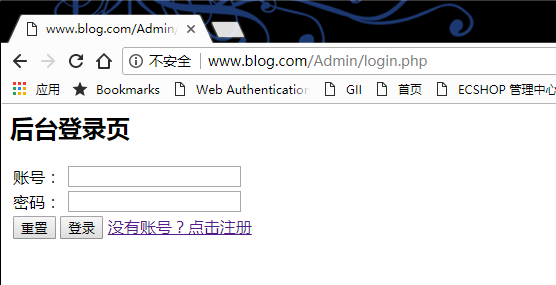 www.blog.com/Admin/lo
不安全 www.blog.com/Admin/login.php
应用 Bookmarks Web Authentication GII 首页 ECSHOP 管理中心
后台登录页
账号：
密码：
重置 登录 没有账号？点击注册